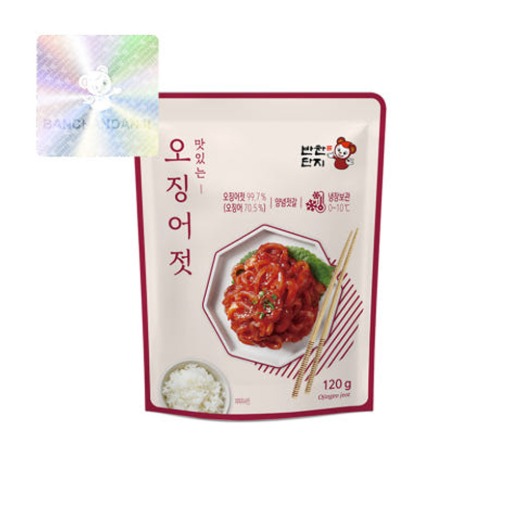 BANCHANDANJI
맛있는
오징어젓
반찬
단지
오징어젓 99.7%
(오징어 70.5%)
양념젓갈
냉장보관
0~10℃
120 g
Ojingeo jeot